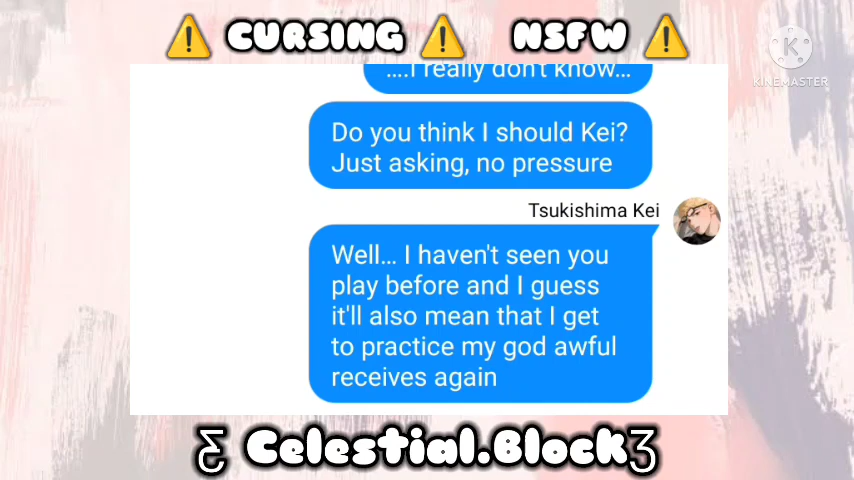 ⚠️ CURSING ⚠️ NSFW ⚠️
KINEMASTER
....I really don't know...
Do you think I should Kei?
Just asking, no pressure
Tsukishima Kei
Well... I haven't seen you
play before and I guess
it'll also mean that I get
to practice my god awful
receives again
Ƹ Celestial.BlockƷ